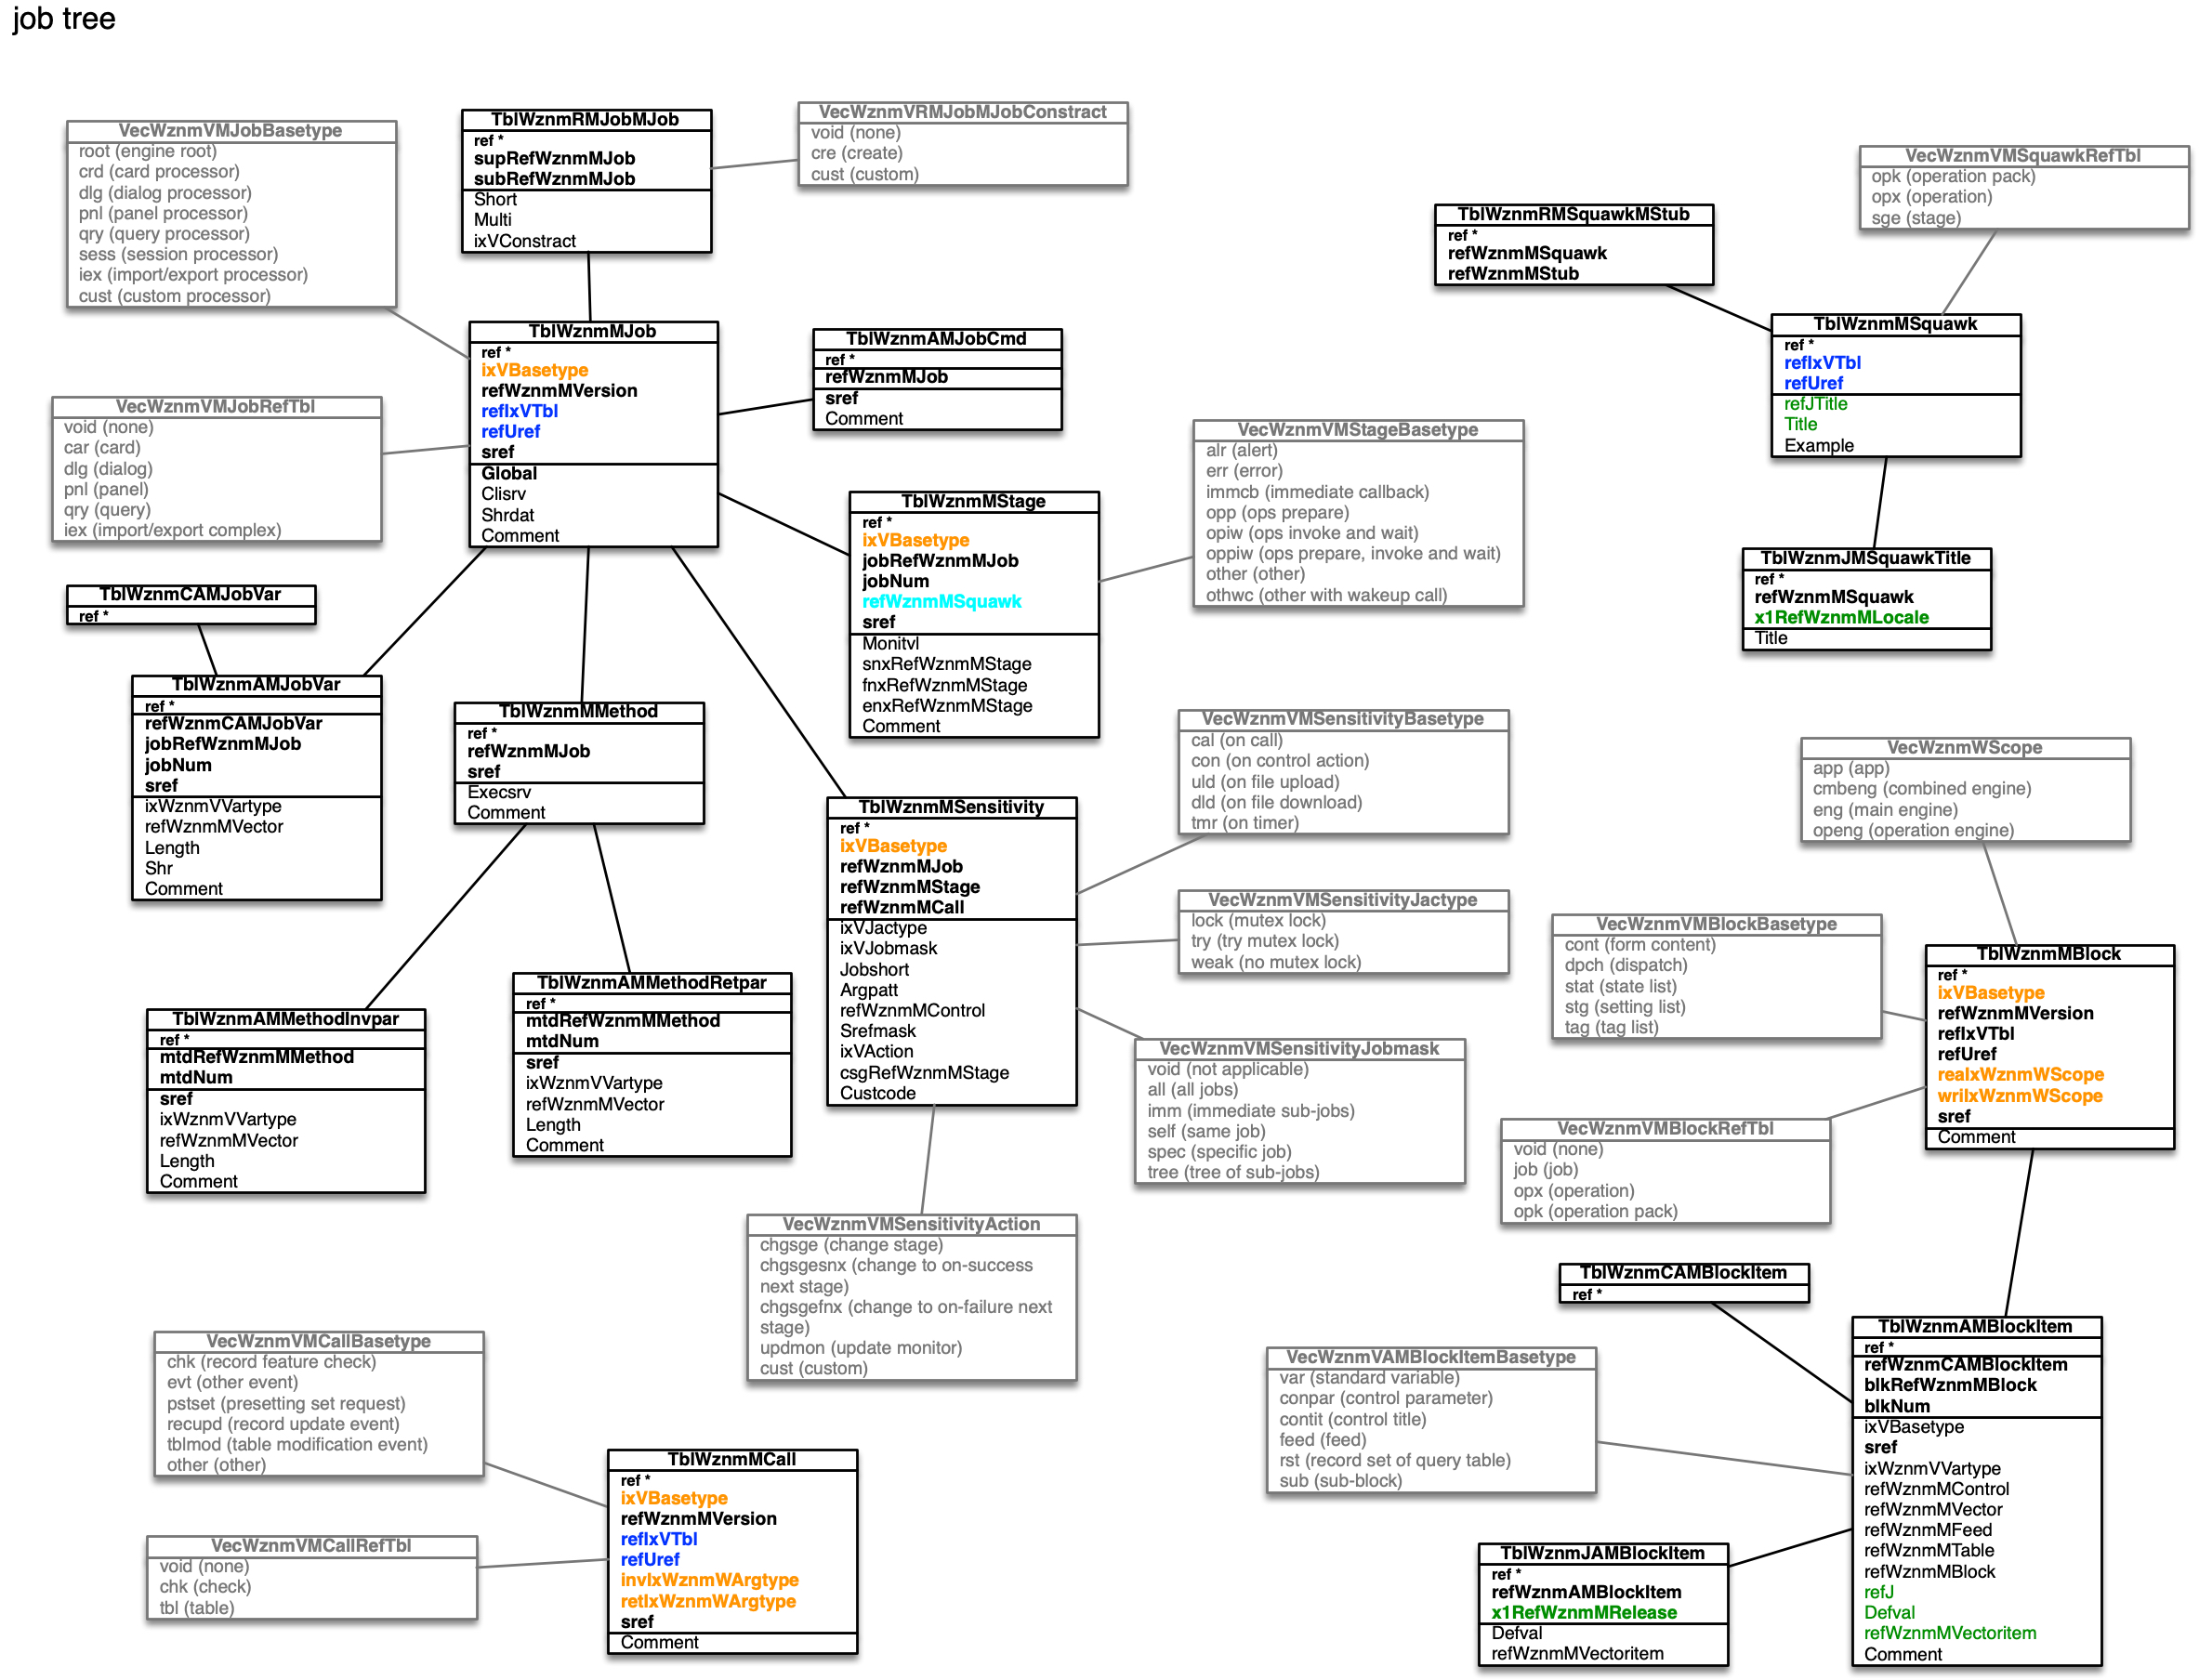 job tree
VecWznmVMJobBasetype
root (engine root)
crd (card processor)
dlg (dialog processor)
pnl (panel processor)
qry (query processor)
sess (session processor)
iex (import/export processor)
cust (custom processor)
TblWznmRMJobMJob
ref *
supRefWznmMJob
subRefWznmMJob
Short
Multi
ixVConstract
VecWznmVRMJobMJobConstract
void (none)
cre (create)
cust (custom)
VecWznmVMSquawkRefTbl
opk (operation pack)
opx (operation)
sge (stage)
TblWznmRMSquawkMStub
ref *
refWznmMSquawk
refWznmMStub
TblWznmMSquawk
ref *
refIxVTbl
refUref
refJTitle
Title
Example
TblWznmJMSquawkTitle
ref *
refWznmMSquawk
x1RefWznmMLocale
Title
TblWznmMJob
ref *
ixVBasetype
refWznmMVersion
refIxVTbl
refUref
sref
Global
Clisrv
Shrdat
Comment
TblWznmAMJobCmd
ref *
refWznmMJob
sref
Comment
VecWznmVMJobRefTbl
void (none)
car (card)
dlg (dialog)
pnl (panel)
qry (query)
iex (import/export complex)
VecWznmVMStageBasetype
alr (alert)
err (error)
immcb (immediate callback)
opp (ops prepare)
opiw (ops invoke and wait)
oppiw (ops prepare, invoke and wait)
other (other)
othwc (other with wakeup call)
TblWznmMStage
ref *
ixVBasetype
jobRefWznmMJob
jobNum
refWznmMSquawk
sref
Monitvl
snxRefWznmMStage
fnxRefWznmMStage
enxRefWznmMStage
Comment
TblWznmCAMJobVar
ref *
TblWznmAMJobVar
ref *
refWznmCAMJobVar
jobRefWznmMJob
jobNum
sref
ixWznmVVartype
refWznmMVector
Length
Shr
Comment
TblWznmMMethod
ref *
refWznmMJob
sref
Execsrv
Comment
TblWznmMSensitivity
ref *
ixVBasetype
refWznmMJob
refWznmMStage
refWznmMCall
ixVJactype
ixVJobmask
Jobshort
Argpatt
refWznmMControl
Srefmask
ixVAction
csgRefWznmMStage
Custcode
VecWznmVMSensitivityBasetype
cal (on call)
con (on control action)
uld (on file upload)
dld (on file download)
tmr (on timer)
VecWznmVMSensitivityJactype
lock (mutex lock)
try (try mutex lock)
weak (no mutex lock)
VecWznmVMSensitivityJobmask
void (not applicable)
all (all jobs)
imm (immediate sub-jobs)
self (same job)
spec (specific job)
tree (tree of sub-jobs)
VecWznmWScope
app (app)
cmbeng (combined engine)
eng (main engine)
openg (operation engine)
VecWznmVMBlockBasetype
cont (form content)
dpch (dispatch)
stat (state list)
stg (setting list)
tag (tag list)
TblWznmMBlock
ref *
ixVBasetype
refWznmMVersion
refIxVTbl
refUref
reaIxWznmWScope
wriIxWznmWScope
sref
Comment
VecWznmVMBlockRefTbl
void (none)
job (job)
opx (operation)
opk (operation pack)
TblWznmAMMethodInvpar
ref *
mtdRefWznmMMethod
mtdNum
sref
ixWznmVVartype
refWznmMVector
Length
Comment
TblWznmAMMethodRetpar
ref *
mtdRefWznmMMethod
mtdNum
sref
ixWznmVVartype
refWznmMVector
Length
Comment
VecWznmVMSensitivityAction
chgsge (change stage)
chgsgesnx (change to on-success
next stage)
chgsgefnx (change to on-failure next
stage)
updmon (update monitor)
cust (custom)
VecWznmVMCallBasetype
chk (record feature check)
evt (other event)
pstset (presetting set request)
recupd (record update event)
tblmod (table modification event)
other (other)
VecWznmVMCallRefTbl
void (none)
chk (check)
tbl (table)
TblWznmMCall
ref *
ixVBasetype
refWznmMVersion
refIxVTbl
refUref
invIxWznmWArgtype
retIxWznmWArgtype
sref
Comment
TblWznmCAMBlockItem
ref *
VecWznmVAMBlockItemBasetype
var (standard variable)
conpar (control parameter)
contit (control title)
feed (feed)
rst (record set of query table)
sub (sub-block)
TblWznmAMBlockItem
ref *
refWznmCAMBlockItem
blkRefWznmMBlock
blkNum
ixVBasetype
sref
ixWznmVVartype
refWznmMControl
refWznmMVector
refWznmMFeed
refWznmMTable
refWznmMBlock
refJ
Defval
refWznmMVectoritem
Comment
TblWznmJAMBlockItem
ref *
refWznmAMBlockItem
x1RefWznmMRelease
Defval
refWznmMVectoritem